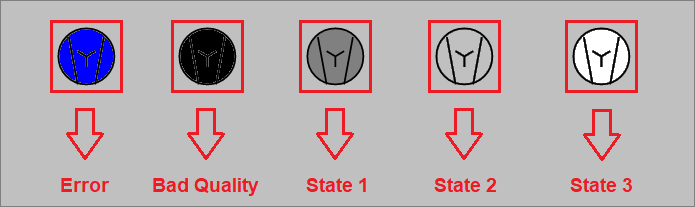 Error
Bad Quality
State 1
State 2
State 3